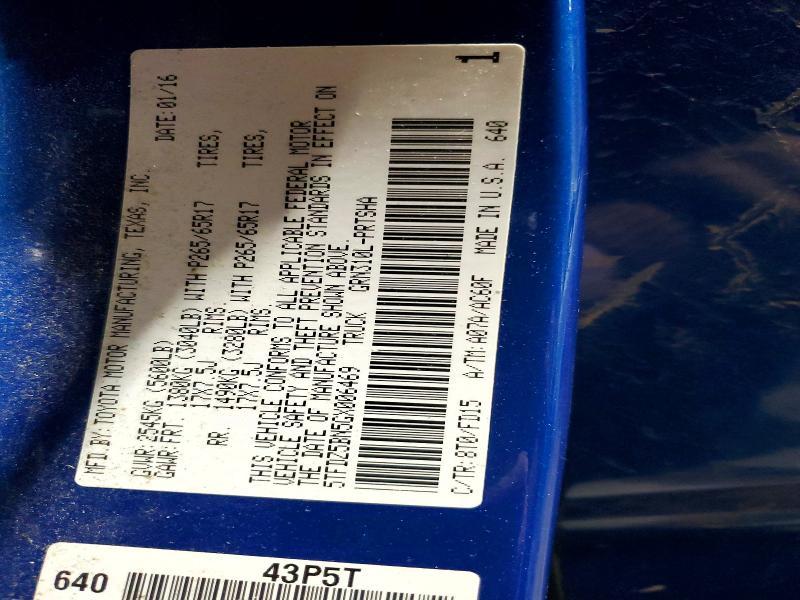 MFD.BY:TOYOTA MOTOR MANUFACTURING, TEXAS, INC. DATE:01/16
GVWR:2545KG (5600LB)
GAWR:FRT. 1380KG (3040LB) WITH P265/65R17 TIRES,
17X7.5J RIMS
RR. 1490KG (3280LB) WITH P265/65R17 TIRES,
17X7.5J RIMS
THIS VEHICLE CONFORMS TO ALL APPLICABLE FEDERAL MOTOR
VEHICLE SAFETY AND THEFT PREVENTION STANDARDS IN EFFECT ON
THE DATE OF MANUFACTURE SHOWN ABOVE.
5TFDZ5BN5GX006469 TRUCK GRN310L-PRTSHA
C/TR:8T0/FD15 A/TM:A07A/AC60F MADE IN U.S.A. 640
1
640 43P5T